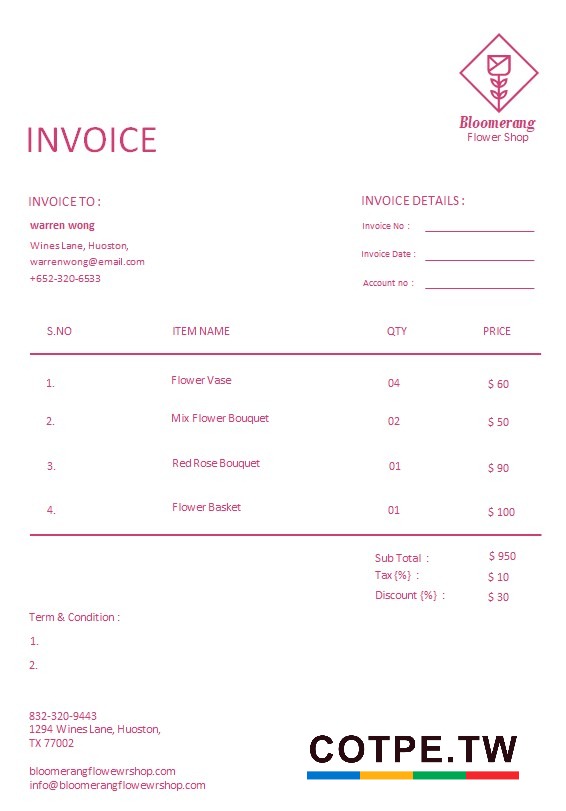 Bloomerang
Flower Shop
INVOICE
INVOICE TO :
warren wong
Wines Lane, Huoston,
warrenwong@email.com
+652-320-6533
INVOICE DETAILS :
Invoice No :
Invoice Date :
Account no :
S.NO ITEM NAME QTY PRICE
1. Flower Vase 04 $ 60
2. Mix Flower Bouquet 02 $ 50
3. Red Rose Bouquet 01 $ 90
4. Flower Basket 01 $ 100
Sub Total : $ 950
Tax {%} : $ 10
Discount {%} : $ 30
Term & Condition :
1.
2.
832-320-9443
1294 Wines Lane, Huoston,
TX 77002
bloomerangflowewrshop.com
info@bloomerangflowewrshop.com
COTPE.TW